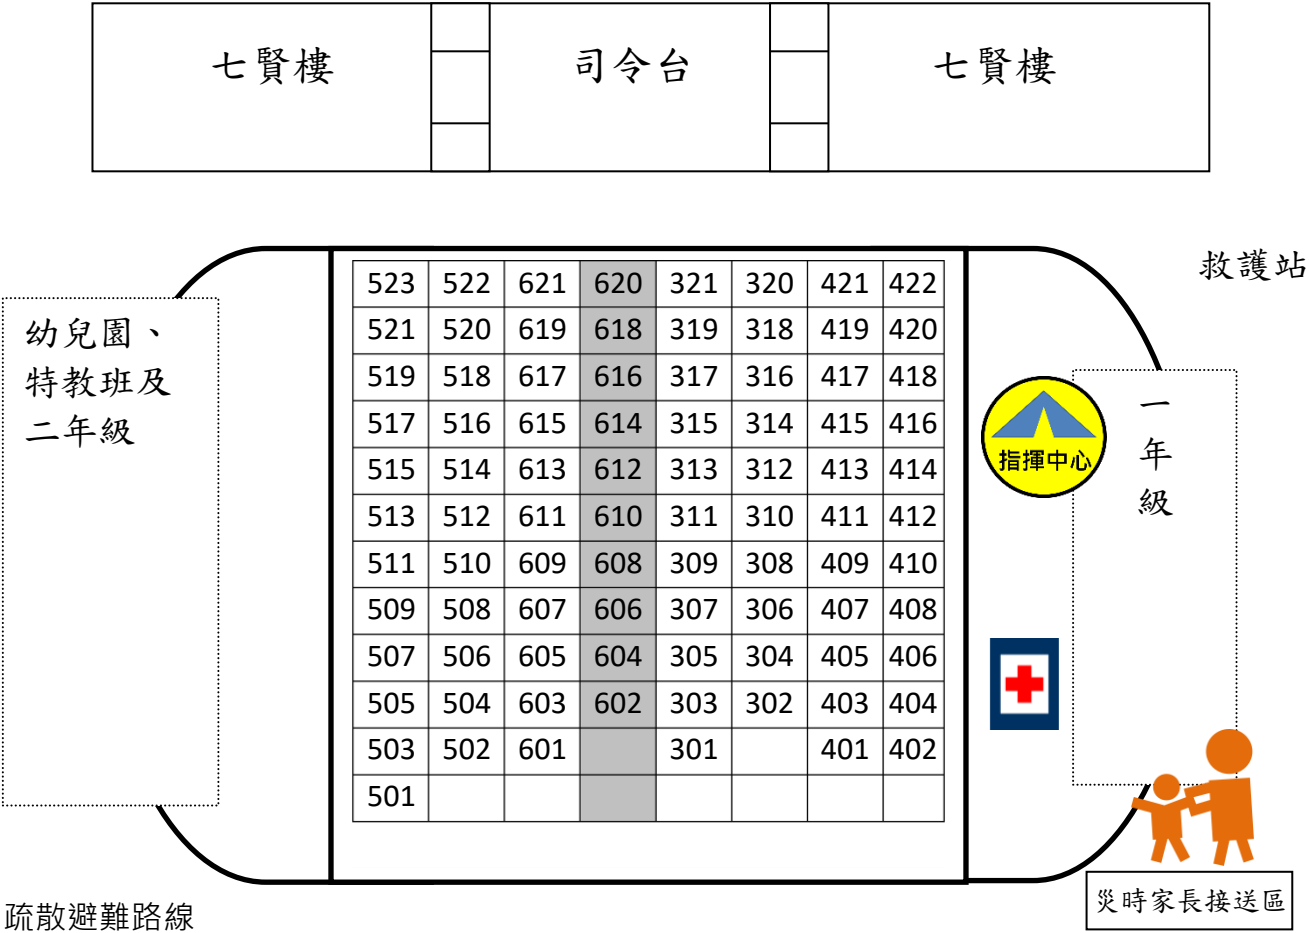 七賢樓 司令台 七賢樓
救護站
幼兒園、
特教班及
二年級
523 522 621 620 321 320 421 422
521 520 619 618 319 318 419 420
519 518 617 616 317 316 417 418
517 516 615 614 315 314 415 416
515 514 613 612 313 312 413 414
513 512 611 610 311 310 411 412
511 510 609 608 309 308 409 410
509 508 607 606 307 306 407 408
507 506 605 604 305 304 405 406
505 504 603 602 303 302 403 404
503 502 601 301 401 402
501
指揮中心
一
年
級
災時家長接送區
疏散避難路線